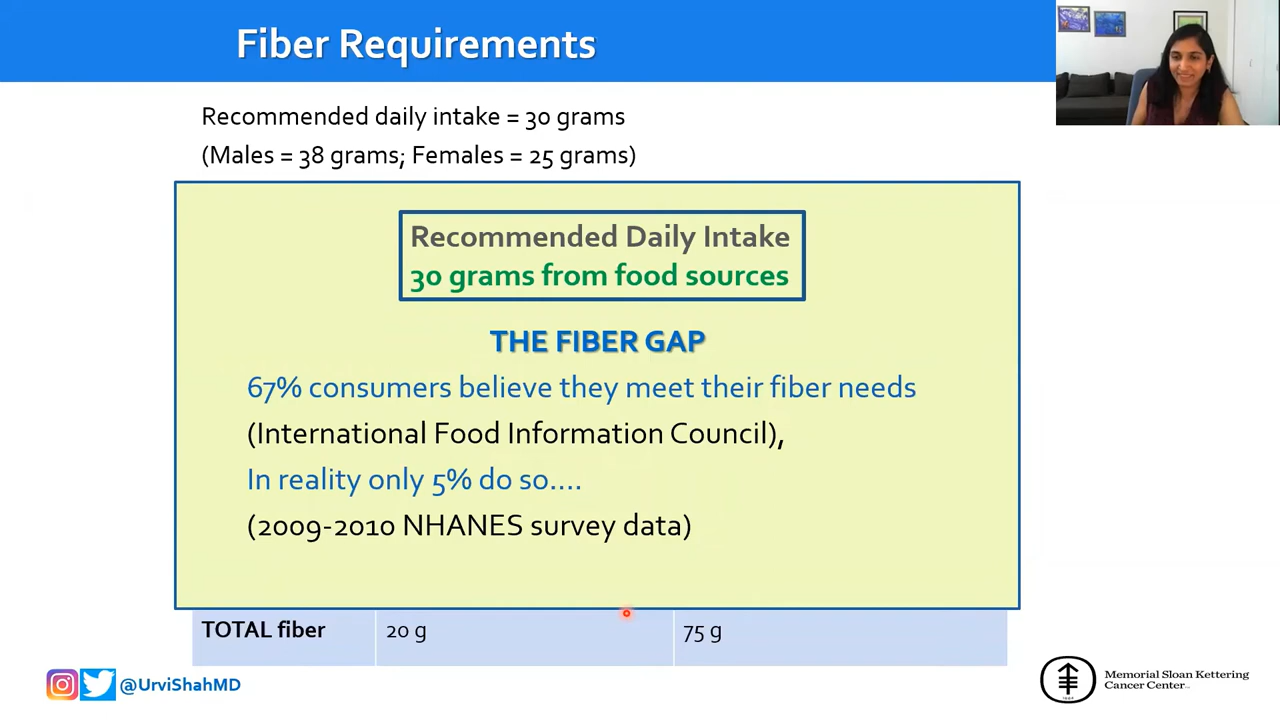 Fiber Requirements
Recommended daily intake = 30 grams
(Males = 38 grams; Females = 25 grams)
Recommended Daily Intake
30 grams from food sources
THE FIBER GAP
67% consumers believe they meet their fiber needs
(International Food Information Council),
In reality only 5% do so....
(2009-2010 NHANES survey data)
TOTAL fiber 20 g 75 g
@UrviShahMD
Memorial Sloan Kettering
Cancer Center